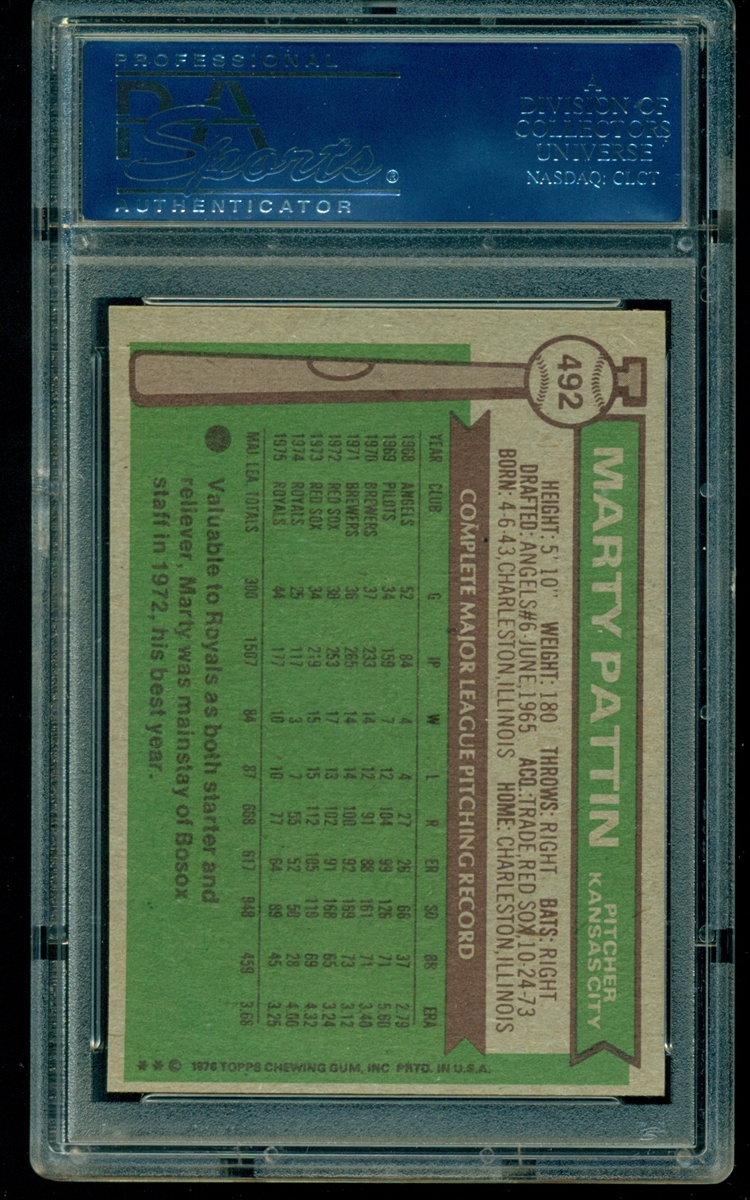 PROFESSIONAL
PSA
Sports®
AUTHENTICATOR
A
DIVISION OF
COLLECTORS
UNIVERSE
NASDAQ: CLCT
492
MARTY PATTIN
PITCHER
KANSAS CITY
HEIGHT: 5' 10" WEIGHT: 180 THROWS: RIGHT BATS: RIGHT
DRAFTED: ANGELS #6-JUNE, 1965 ACQ: TRADE RED SOX, 10-24-73
BORN: 4-6-43, CHARLESTON, ILLINOIS HOME: CHARLESTON, ILLINOIS
COMPLETE MAJOR LEAGUE PITCHING RECORD
YEAR CLUB G IP W L R ER SO BB ERA
1968 ANGELS 52 84 4 4 27 26 66 37 2.79
1969 PILOTS 34 159 7 12 104 99 126 71 5.60
1970 BREWERS 37 233 14 12 91 88 161 71 3.40
1971 BREWERS 36 265 14 14 100 92 169 73 3.12
1972 RED SOX 38 253 17 13 102 91 168 65 3.24
1973 RED SOX 34 219 15 15 112 105 119 69 4.32
1974 ROYALS 25 117 3 7 55 52 50 28 4.00
1975 ROYALS 44 177 10 10 77 64 89 45 3.25
MAJ. LEA. TOTALS 300 1507 84 87 668 617 948 459 3.68
Valuable to Royals as both starter and
reliever, Marty was mainstay of Bosox
staff in 1972, his best year.
** © 1976 TOPPS CHEWING GUM, INC PRTD. IN U.S.A.